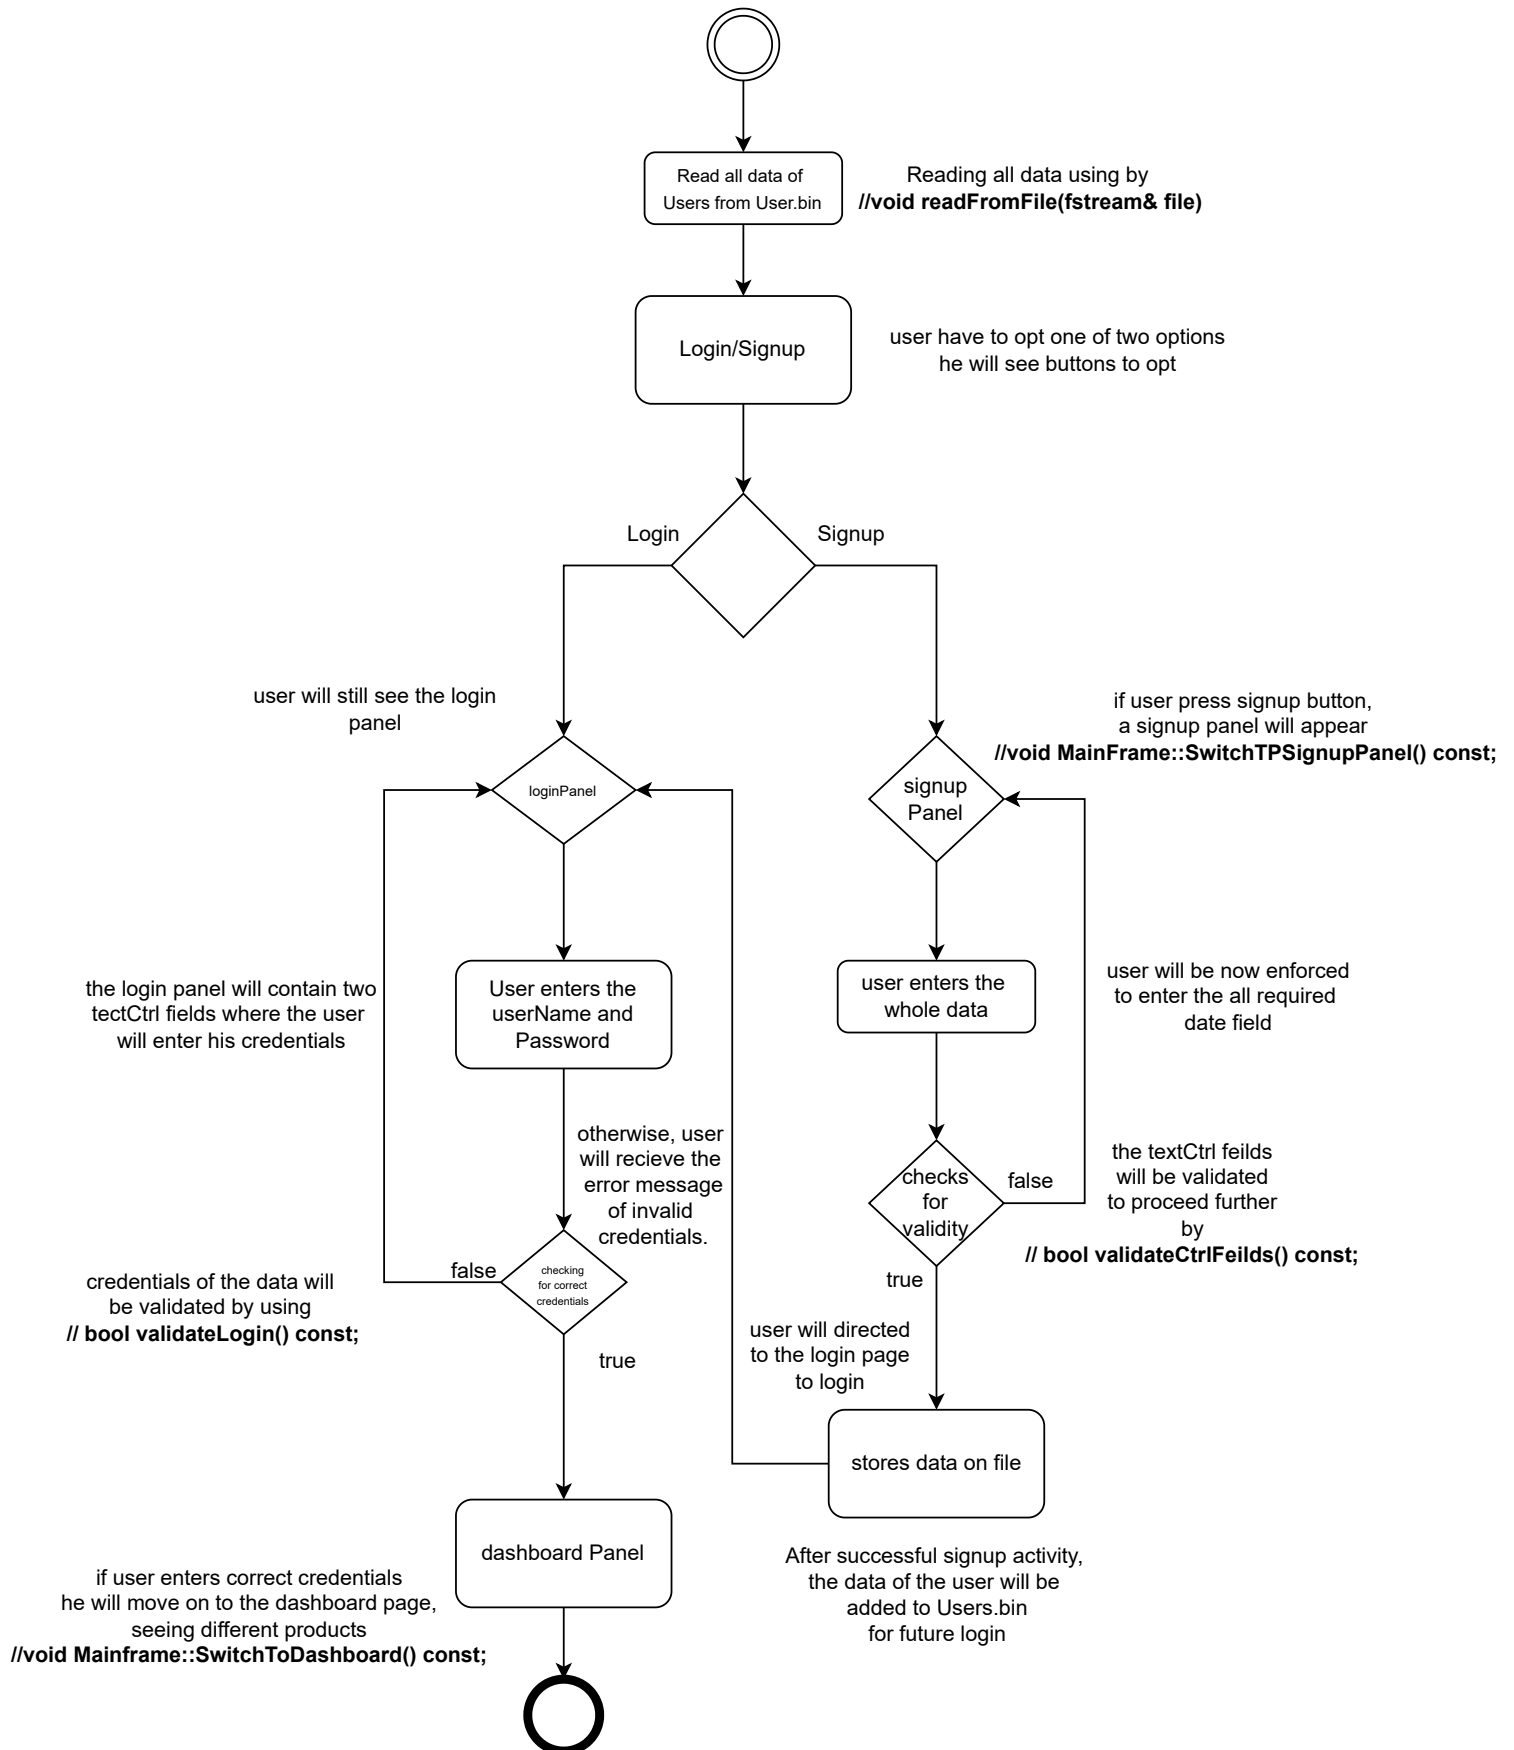 Read all data of
Users from User.bin
Reading all data using by
//void readFromFile(fstream& file)
Login/Signup
user have to opt one of two options
he will see buttons to opt
Login
Signup
user will still see the login
panel
if user press signup button,
a signup panel will appear
//void MainFrame::SwitchTPSignupPanel() const;
loginPanel
signup
Panel
the login panel will contain two
tectCtrl fields where the user
will enter his credentials
User enters the
userName and
Password
user enters the
whole data
user will be now enforced
to enter the all required
date field
otherwise, user
will recieve the
error message
of invalid
credentials.
checks
for
validity
false
the textCtrl feilds
will be validated
to proceed further
by
// bool validateCtrlFeilds() const;
credentials of the data will
be validated by using
// bool validateLogin() const;
false
checking
for correct
credentials
true
true
user will directed
to the login page
to login
stores data on file
dashboard Panel
After successful signup activity,
the data of the user will be
added to Users.bin
for future login
if user enters correct credentials
he will move on to the dashboard page,
seeing different products
//void Mainframe::SwitchToDashboard() const;